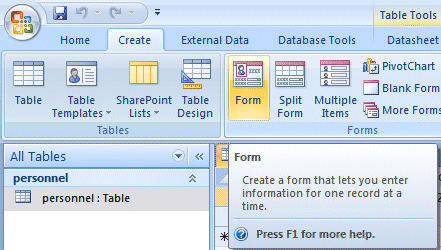 Table Tools
Home Create External Data Database Tools Datasheet
Table
Table Templates
SharePoint Lists
Table Design
Form
Split Form
Multiple Items
PivotChart
Blank Form
More Forms
Tables
Forms
All Tables
personnel
personnel : Table
Form
Create a form that lets you enter
information for one record at a
time.
Press F1 for more help.